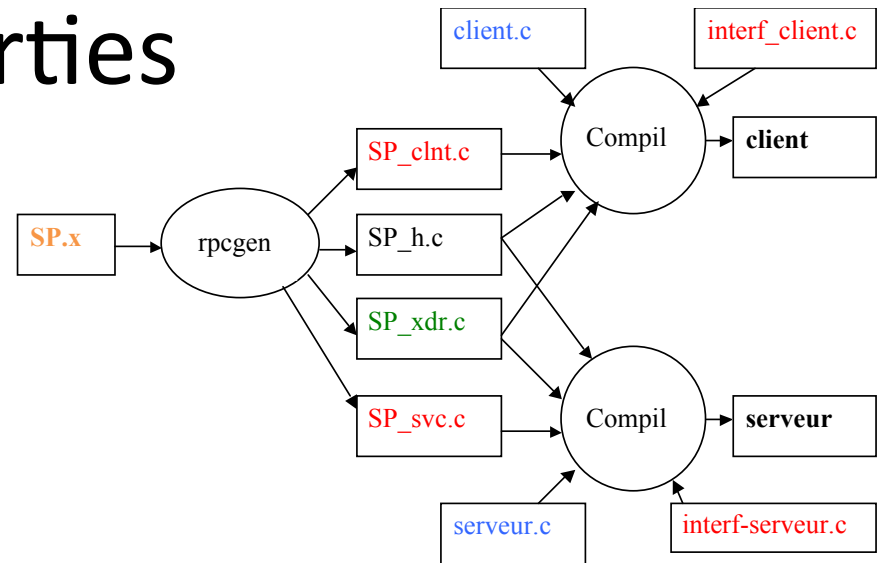 rties
client.c
interf_client.c
SP_clnt.c
Compil
client
SP.x
rpcgen
SP_h.c
SP_xdr.c
SP_svc.c
Compil
serveur
serveur.c
interf-serveur.c